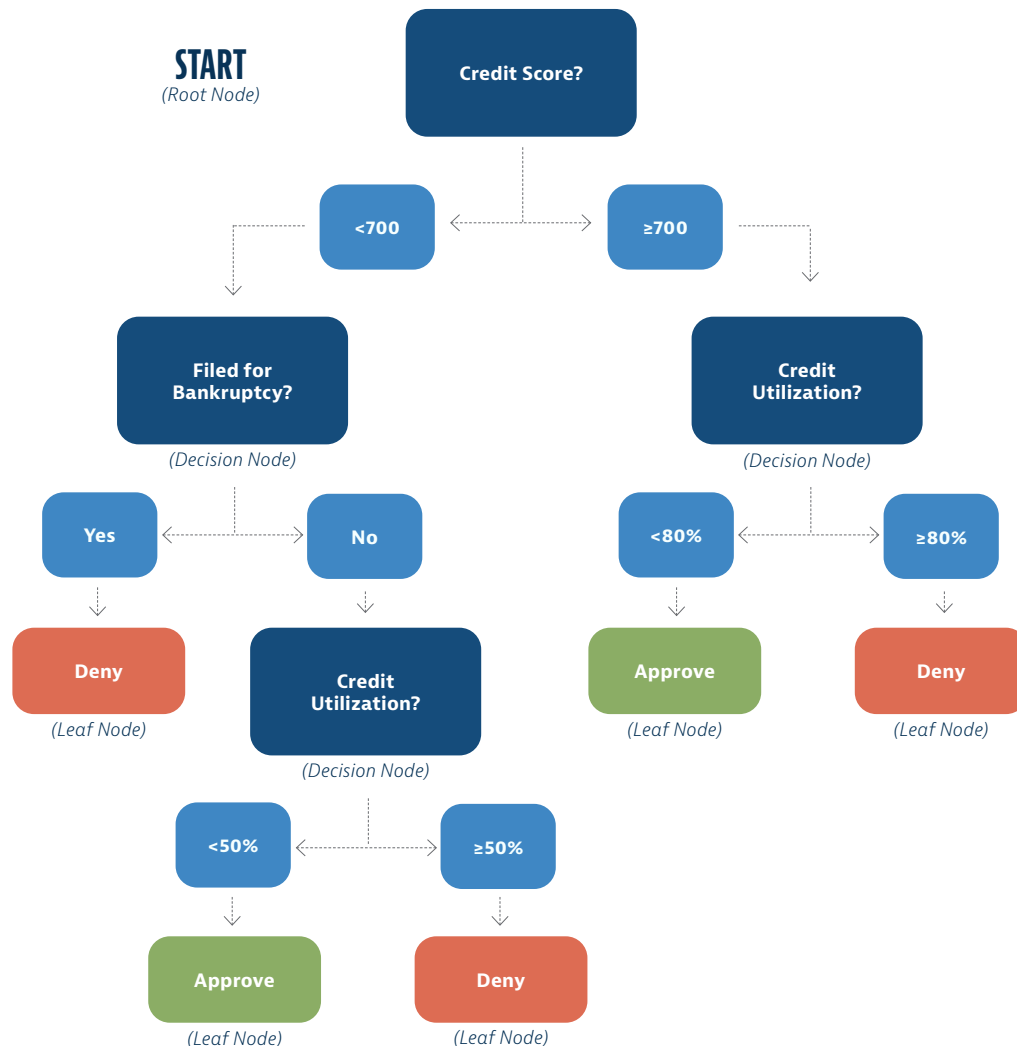 START
(Root Node)
Credit Score?
<700
≥700
Filed for
Bankruptcy?
(Decision Node)
Credit
Utilization?
(Decision Node)
Yes
No
<80%
≥80%
Deny
(Leaf Node)
Credit
Utilization?
(Decision Node)
Approve
(Leaf Node)
Deny
(Leaf Node)
<50%
≥50%
Approve
(Leaf Node)
Deny
(Leaf Node)